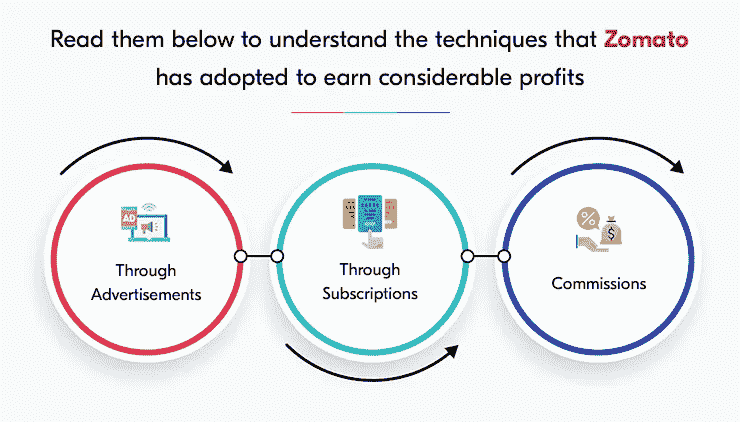 Read them below to understand the techniques that Zomato
has adopted to earn considerable profits
AD
Through
Advertisements
Through
Subscriptions
%
$
Commissions